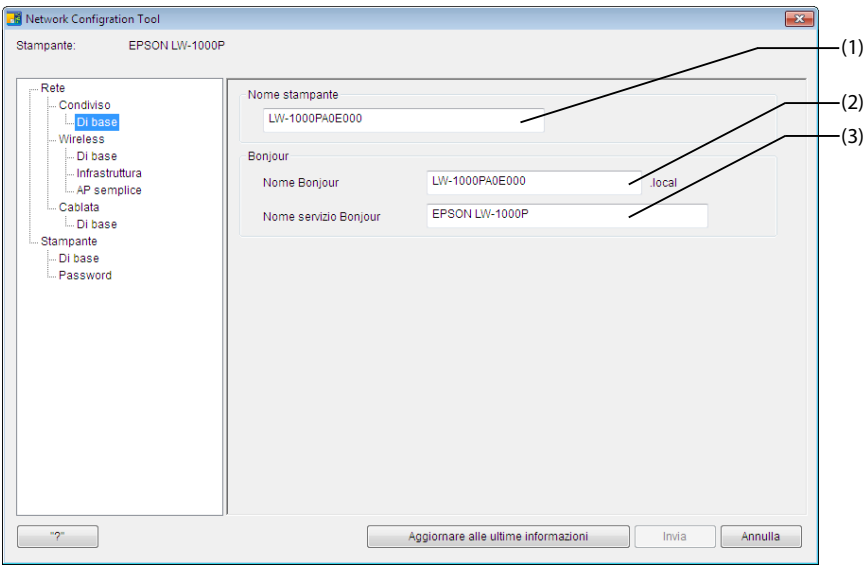 Network Configration Tool
Stampante: EPSON LW-1000P
(1)
Rete
Condiviso
Di base
Wireless
Di base
Infrastruttura
AP semplice
Cablata
Di base
Stampante
Di base
Password
Nome stampante
LW-1000PA0E000
Bonjour
(2)
(3)
Nome Bonjour LW-1000PA0E000 .local
Nome servizio Bonjour EPSON LW-1000P
"?" Aggiornare alle ultime informazioni Invia Annulla